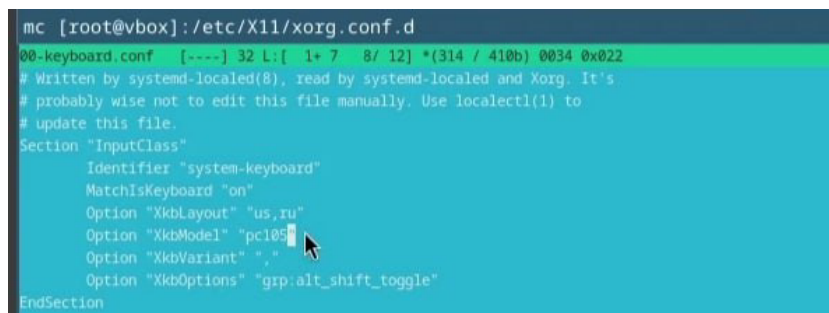 mc [root@vbox]:/etc/X11/xorg.conf.d
00-keyboard.conf [----] 32 L:[ 1+ 7 8/ 12] *(314 / 410b) 0034 0x022
# Written by systemd-localed(8), read by systemd-localed and Xorg. It's
# probably wise not to edit this file manually. Use localectl(1) to
# update this file.
Section "InputClass"
Identifier "system-keyboard"
MatchIsKeyboard "on"
Option "XkbLayout" "us,ru"
Option "XkbModel" "pc105"
Option "XkbVariant" ","
Option "XkbOptions" "grp:alt_shift_toggle"
EndSection